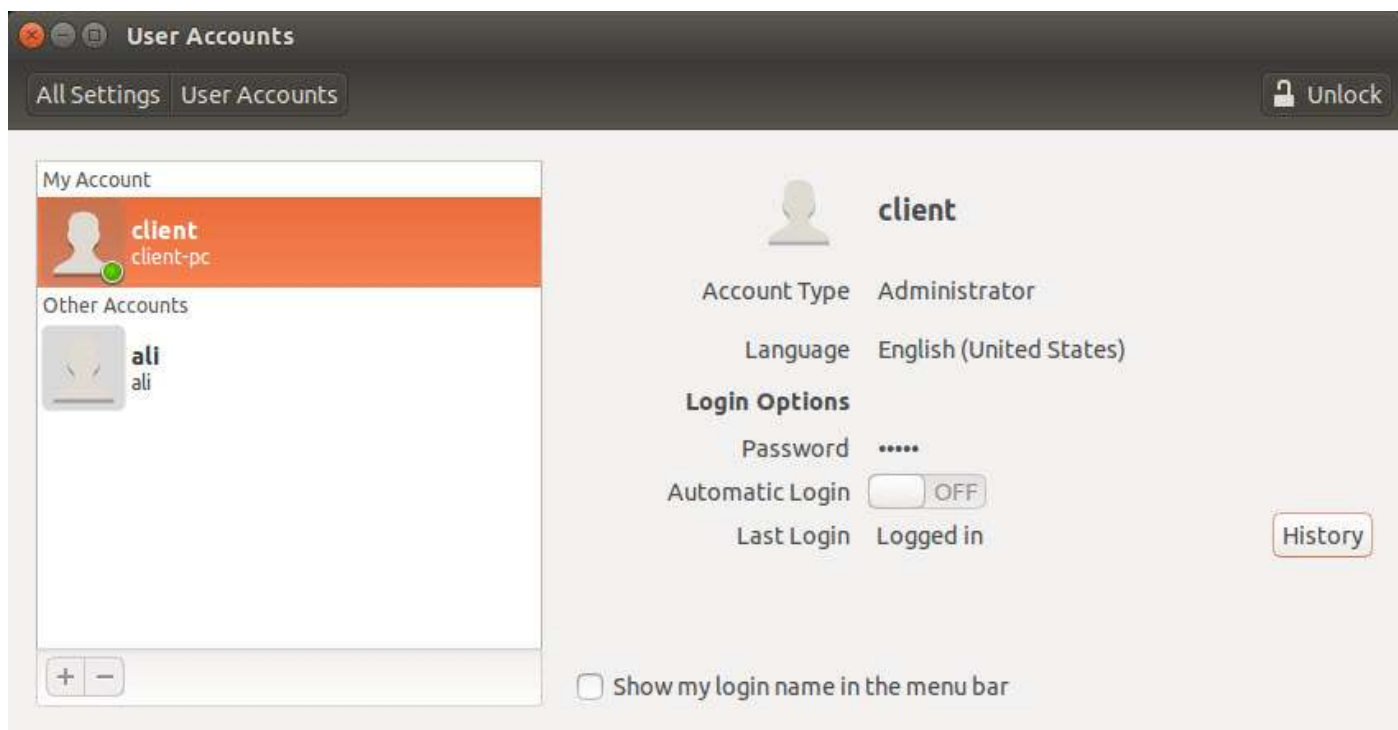 User Accounts
All Settings User Accounts
Unlock
My Account
client
client-pc
Other Accounts
ali
ali
client
Account Type Administrator
Language English (United States)
Login Options
Password •••••
Automatic Login OFF
Last Login Logged in
History
+ −
Show my login name in the menu bar